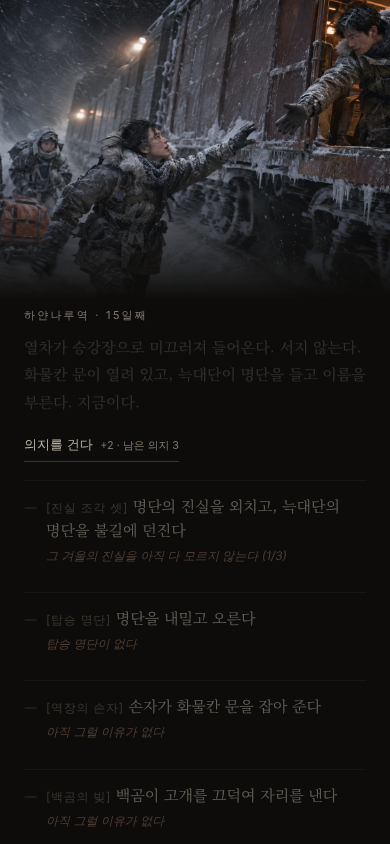 하얀나루역 · 15일째
열차가 승강장으로 미끄러져 들어온다. 서지 않는다.
화물칸 문이 열려 있고, 늑대단이 명단을 들고 이름을
부른다. 지금이다.
의지를 건다 +2 · 남은 의지 3
— [진실 조각 셋] 명단의 진실을 외치고, 늑대단의
명단을 불길에 던진다
그 겨울의 진실을 아직 다 모르지 않는다 (1/3)
— [탑승 명단] 명단을 내밀고 오른다
탑승 명단이 없다
— [역장의 손자] 손자가 화물칸 문을 잡아 준다
아직 그럴 이유가 없다
— [백곰의 빚] 백곰이 고개를 끄덕여 자리를 낸다
아직 그럴 이유가 없다